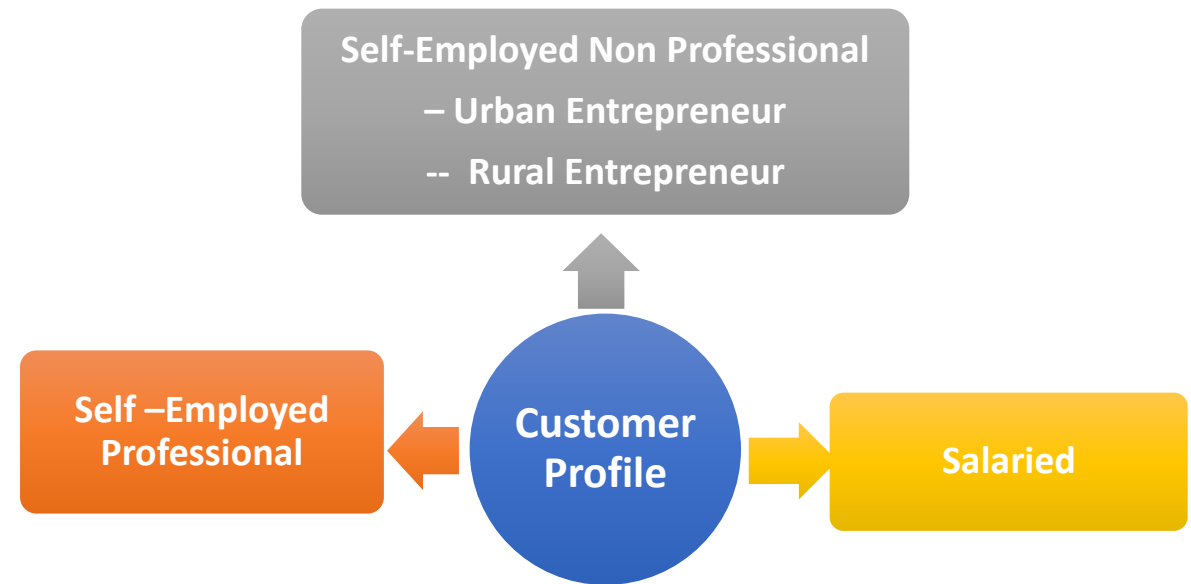 Self-Employed Non Professional
– Urban Entrepreneur
-- Rural Entrepreneur
Self –Employed
Professional
Customer
Profile
Salaried